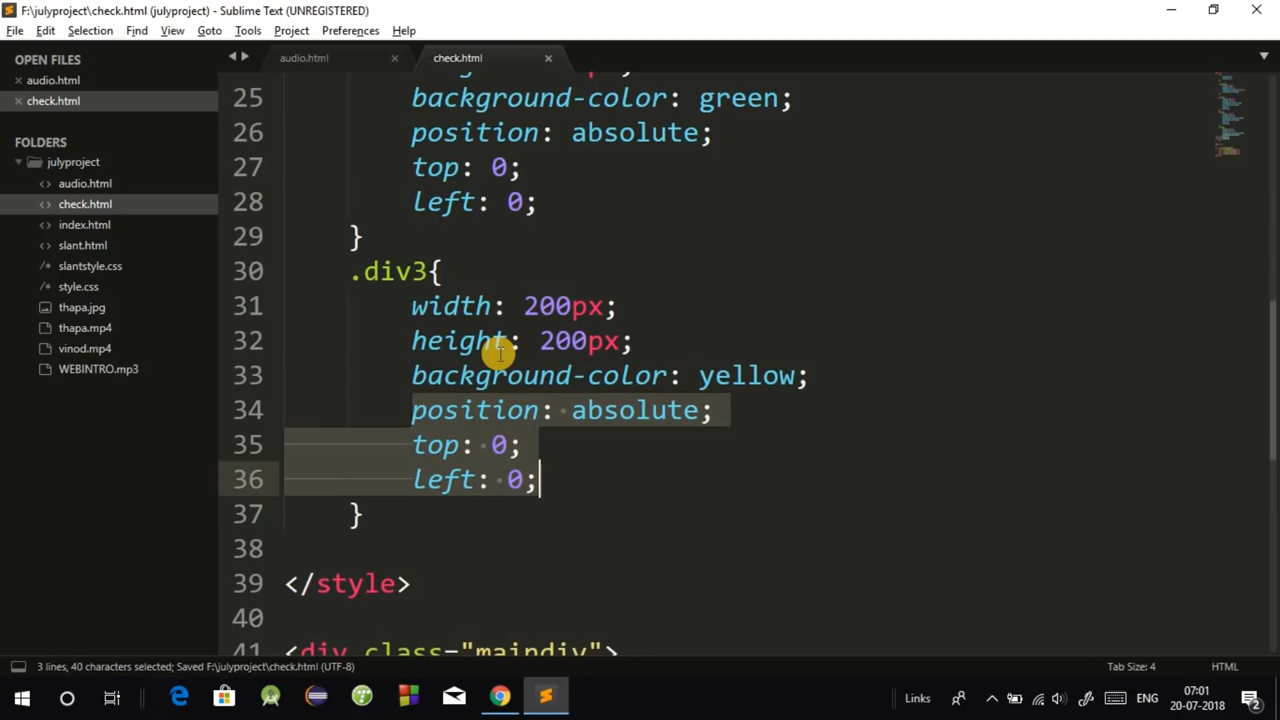 F:\julyproject\check.html (julyproject) - Sublime Text (UNREGISTERED)
File Edit Selection Find View Goto Tools Project Preferences Help
OPEN FILES
audio.html
check.html
FOLDERS
julyproject
audio.html
check.html
index.html
slant.html
slantstyle.css
style.css
thapa.jpg
thapa.mp4
vinod.mp4
WEBINTRO.mp3
audio.html check.html
25 background-color: green;
26 position: absolute;
27 top: 0;
28 left: 0;
29 }
30 .div3{
31 width: 200px;
32 height: 200px;
33 background-color: yellow;
34 position: absolute;
35 top: 0;
36 left: 0;
37 }
38
39 </style>
40
41 <div class="maindiv">
3 lines, 40 characters selected; Saved F:\julyproject\check.html (UTF-8) Tab Size: 4 HTML
Links ENG 07:01
20-07-2018 2